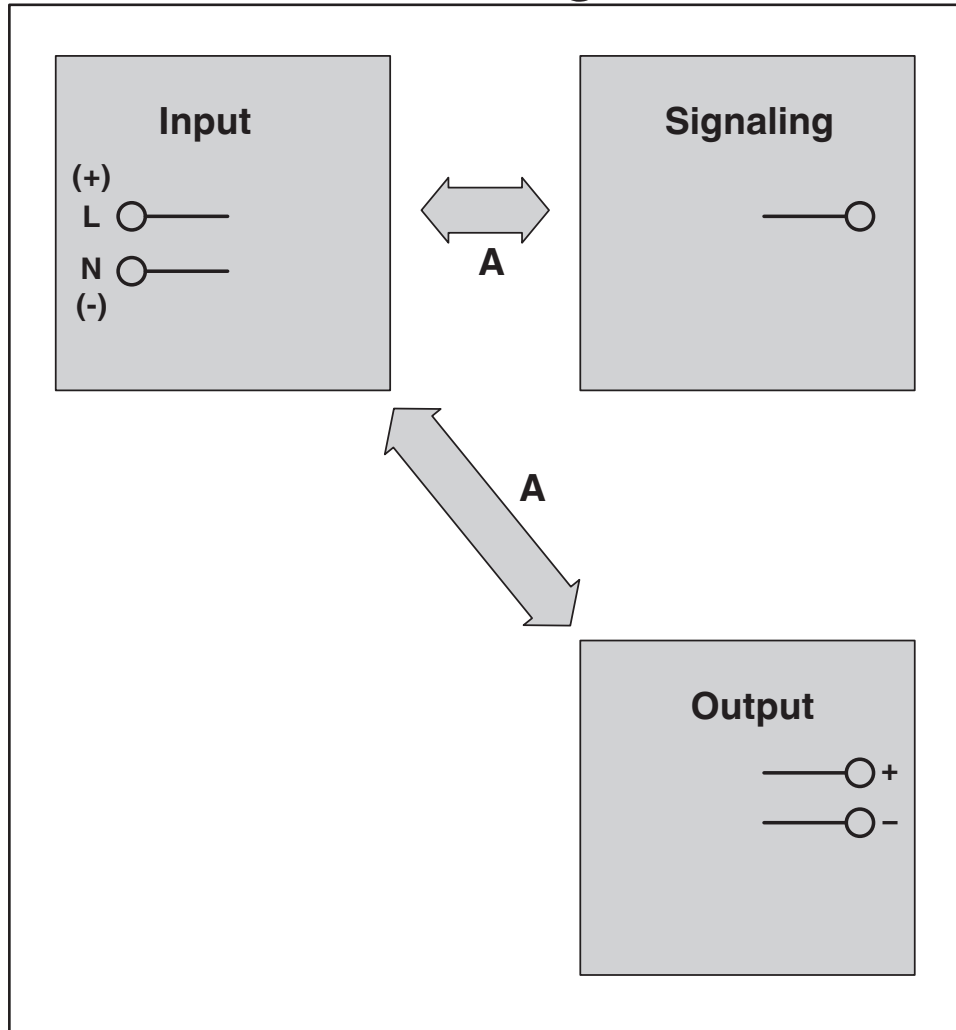 Input
Signaling
(+)
L
N
(-)
A
A
Output
+
–